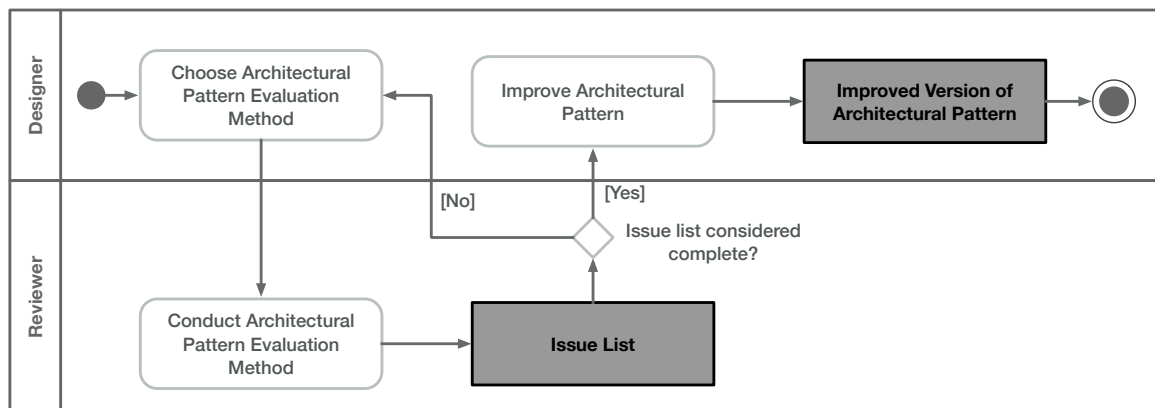 Designer
Choose Architectural
Pattern Evaluation
Method
Improve Architectural
Pattern
Improved Version of
Architectural Pattern
[No]
[Yes]
Issue list considered
complete?
Reviewer
Conduct Architectural
Pattern Evaluation
Method
Issue List